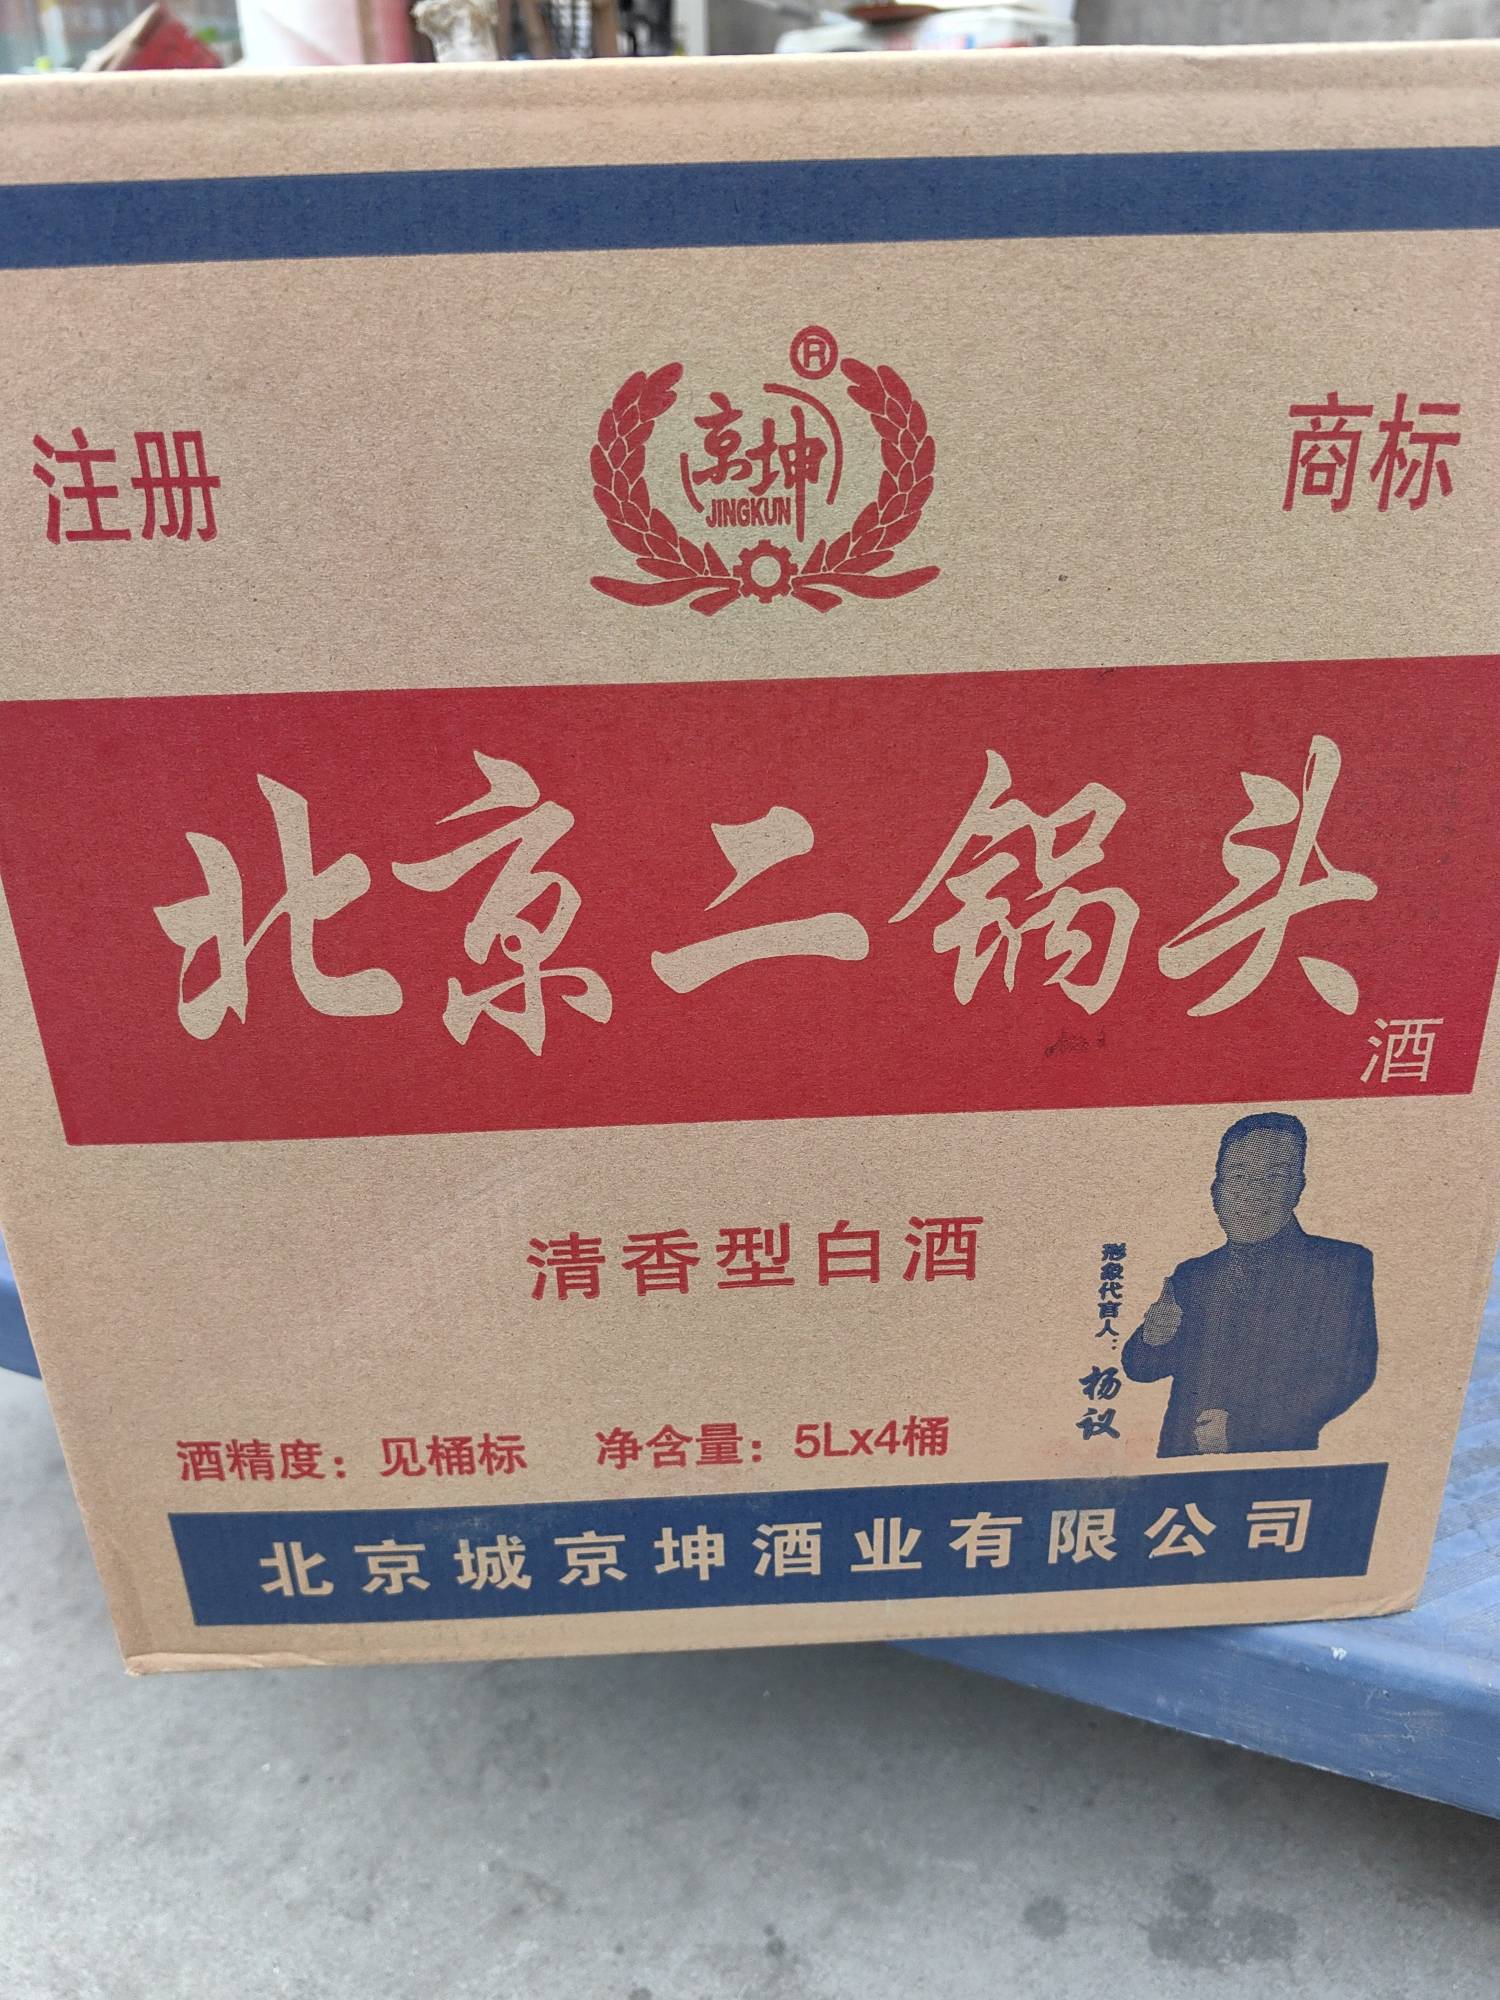 ®
注册
京坤
JINGKUN
商标
北京二锅头
酒
清香型白酒
形象代言人：
杨议
酒精度：见桶标 净含量：5Lx4桶
北京城京坤酒业有限公司